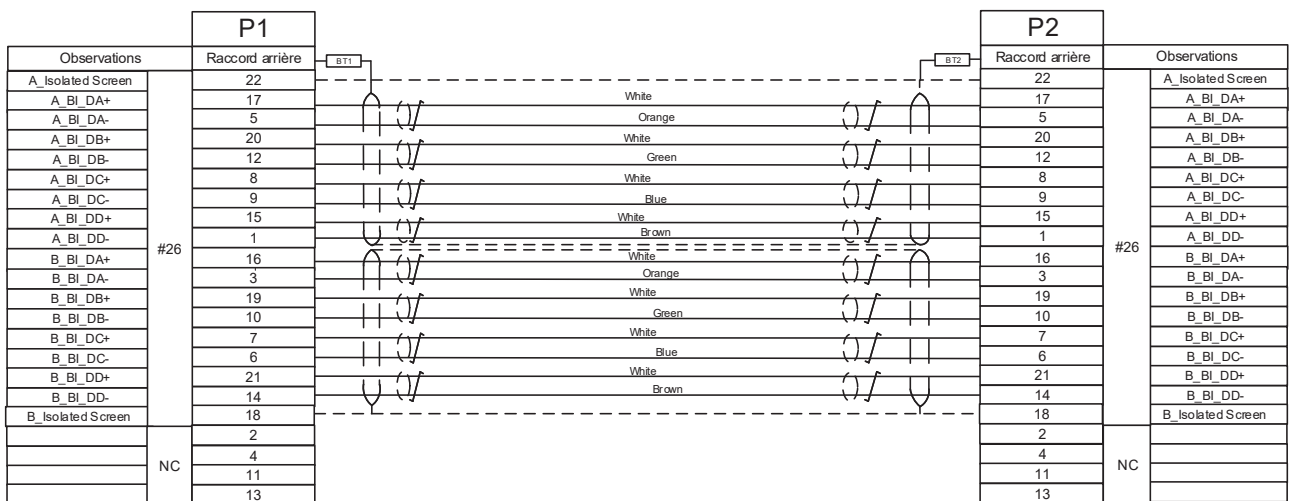 P1 P2
Observations Raccord arrière BT1 BT2 Raccord arrière Observations
A_Isolated Screen 22 22 A_Isolated Screen
A_BI_DA+ 17 White 17 A_BI_DA+
A_BI_DA- 5 Orange 5 A_BI_DA-
A_BI_DB+ 20 White 20 A_BI_DB+
A_BI_DB- 12 Green 12 A_BI_DB-
A_BI_DC+ 8 White 8 A_BI_DC+
A_BI_DC- 9 Blue 9 A_BI_DC-
A_BI_DD+ 15 White 15 A_BI_DD+
A_BI_DD- 1 Brown 1 A_BI_DD-
#26 #26
B_BI_DA+ 16 White 16 B_BI_DA+
B_BI_DA- 3 Orange 3 B_BI_DA-
B_BI_DB+ 19 White 19 B_BI_DB+
B_BI_DB- 10 Green 10 B_BI_DB-
B_BI_DC+ 7 White 7 B_BI_DC+
B_BI_DC- 6 Blue 6 B_BI_DC-
B_BI_DD+ 21 White 21 B_BI_DD+
B_BI_DD- 14 Brown 14 B_BI_DD-
B_Isolated Screen 18 18 B_Isolated Screen
2 2
4 4
NC NC
11 11
13 13